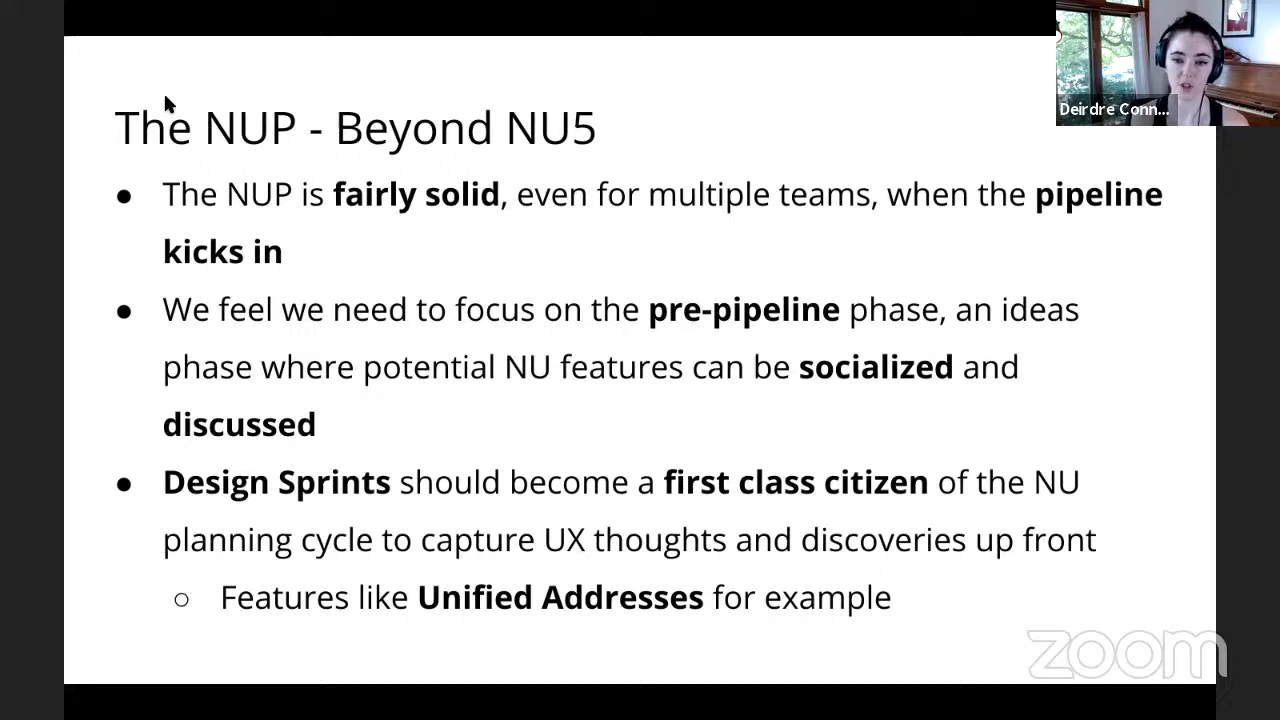 Deirdre Conn...
The NUP - Beyond NU5
● The NUP is fairly solid, even for multiple teams, when the pipeline
kicks in
● We feel we need to focus on the pre-pipeline phase, an ideas
phase where potential NU features can be socialized and
discussed
● Design Sprints should become a first class citizen of the NU
planning cycle to capture UX thoughts and discoveries up front
○ Features like Unified Addresses for example
zoom